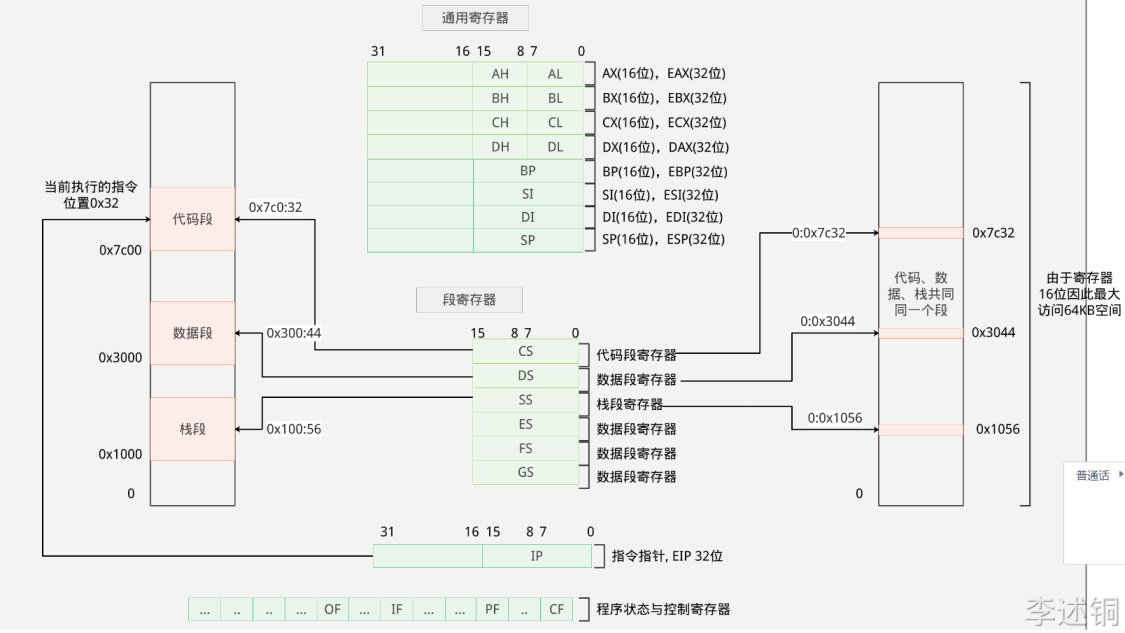 通用寄存器
31 16 15 8 7 0
AH AL AX(16位)，EAX(32位)
BH BL BX(16位)，EBX(32位)
CH CL CX(16位)，ECX(32位)
DH DL DX(16位)，DAX(32位)
BP BP(16位)，EBP(32位)
SI SI(16位)，ESI(32位)
DI DI(16位)，EDI(32位)
SP SP(16位)，ESP(32位)
当前执行的指令
位置0x32
代码段
0x7c0:32
0x7c00
数据段
0x300:44
0x3000
栈段
0x100:56
0x1000
0
段寄存器
15 8 7 0
CS 代码段寄存器
DS 数据段寄存器
SS 栈段寄存器
ES 数据段寄存器
FS 数据段寄存器
GS 数据段寄存器
0:0x7c32
0x7c32
代码、数
据、栈共同
同一个段
由于寄存器
16位因此最大
访问64KB空间
0:0x3044
0x3044
0:0x1056
0x1056
0
普通话
31 16 15 8 7 0
IP 指令指针, EIP 32位
... .. .. ... OF ... IF ... ... PF .. CF 程序状态与控制寄存器
李述铜